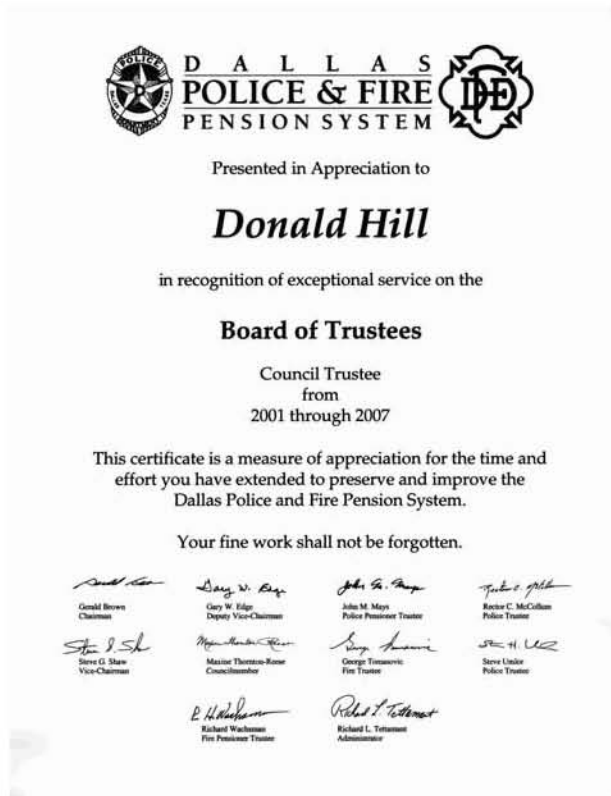 DALLAS
POLICE & FIRE
PENSION SYSTEM
POLICE
DPFD
Presented in Appreciation to
Donald Hill
in recognition of exceptional service on the
Board of Trustees
Council Trustee
from
2001 through 2007
This certificate is a measure of appreciation for the time and
effort you have extended to preserve and improve the
Dallas Police and Fire Pension System.
Your fine work shall not be forgotten.
Gerald Brown
Chairman
Gary W. Edge
Deputy Vice-Chairman
John M. Mays
Police Pensioner Trustee
Rector C. McCollum
Police Trustee
Steve G. Shaw
Vice-Chairman
Maxine Thornton-Reese
Councilmember
George Tomasovic
Fire Trustee
Steve Umlor
Police Trustee
Richard Wachsman
Fire Pensioner Trustee
Richard L. Tettamant
Administrator